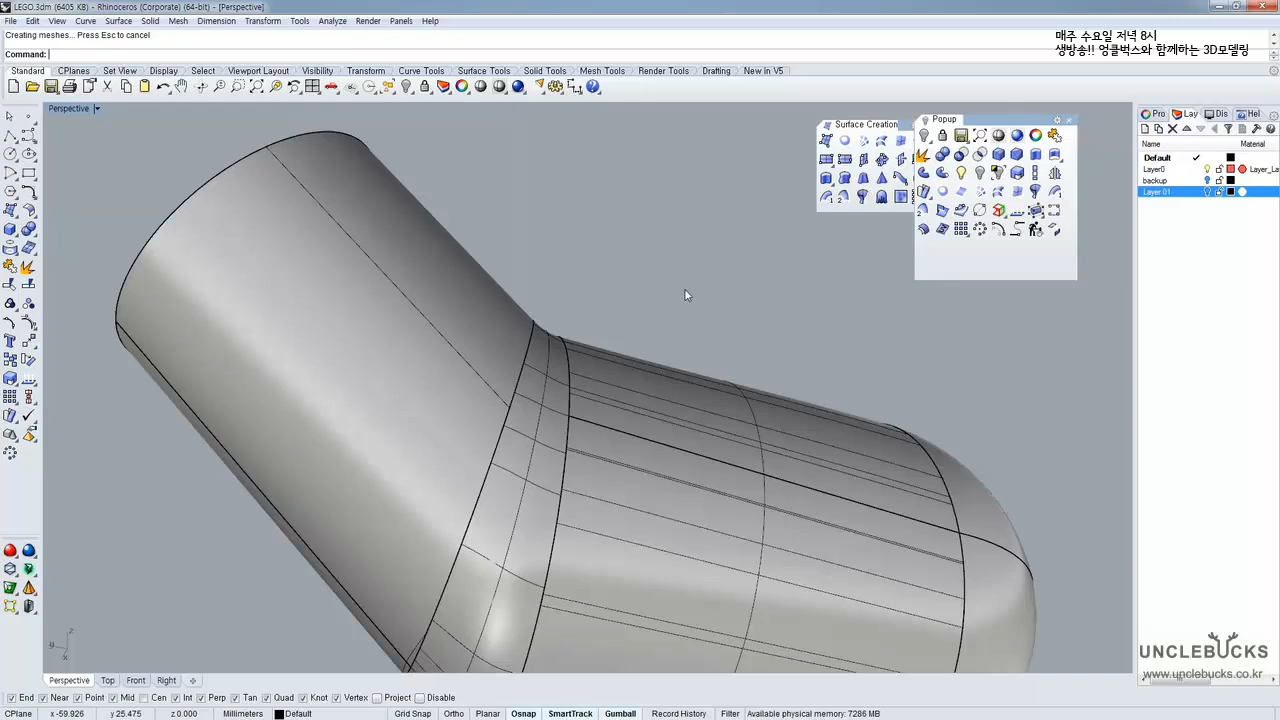 LEGO.3dm (6405 KB) - Rhinoceros (Corporate) (64-bit) - [Perspective]
File Edit View Curve Surface Solid Mesh Dimension Transform Tools Analyze Render Panels Help
Creating meshes... Press Esc to cancel
Command:
매주 수요일 저녁 8시
생방송!! 엉클벅스와 함께하는 3D모델링
Standard CPlanes Set View Display Select Viewport Layout Visibility Transform Curve Tools Surface Tools Solid Tools Mesh Tools Render Tools Drafting New in V5
Perspective
Surface Creation
Popup
Pro Lay Dis Hel
Name Material
Default
Layer0 Layer_La
backup
Layer 01
z
y
x
UNCLEBUCKS
www.unclebucks.co.kr
Perspective Top Front Right
End Near Point Mid Cen Int Perp Tan Quad Knot Vertex Project Disable
CPlane x -59.926 y 25.475 z 0.000 Millimeters Default Grid Snap Ortho Planar Osnap SmartTrack Gumball Record History Filter Available physical memory: 7286 MB